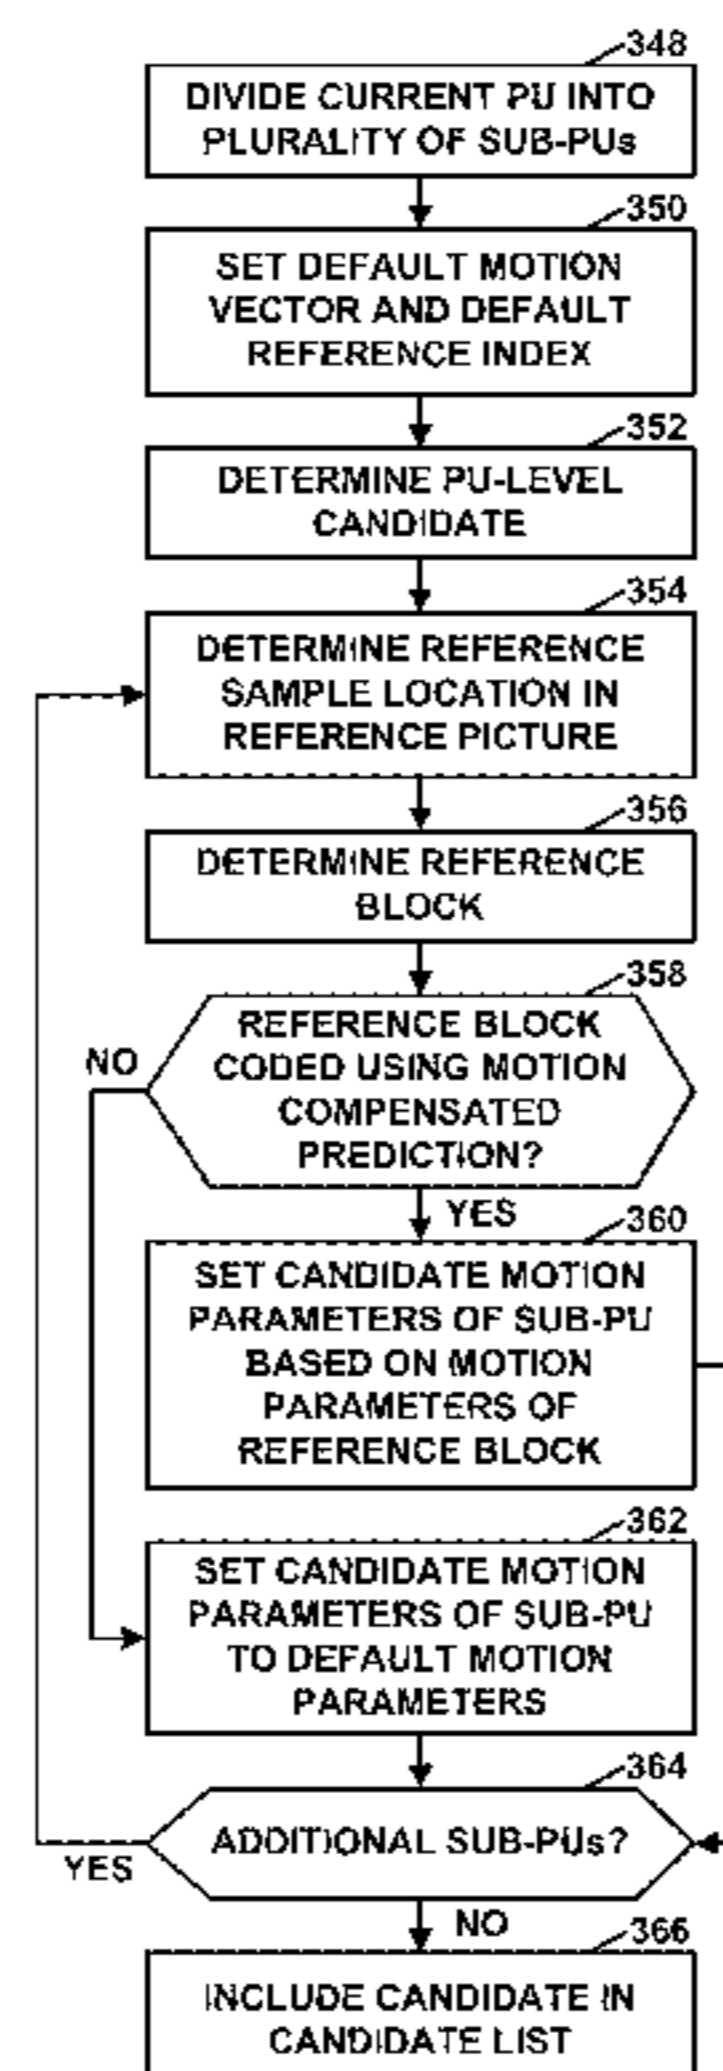 348
DIVIDE CURRENT PU INTO
PLURALITY OF SUB-PUs
350
SET DEFAULT MOTION
VECTOR AND DEFAULT
REFERENCE INDEX
352
DETERMINE PU-LEVEL
CANDIDATE
354
DETERMINE REFERENCE
SAMPLE LOCATION IN
REFERENCE PICTURE
356
DETERMINE REFERENCE
BLOCK
358
REFERENCE BLOCK
CODED USING MOTION
COMPENSATED
PREDICTION?
NO
YES
360
SET CANDIDATE MOTION
PARAMETERS OF SUB-PU
BASED ON MOTION
PARAMETERS OF
REFERENCE BLOCK
362
SET CANDIDATE MOTION
PARAMETERS OF SUB-PU
TO DEFAULT MOTION
PARAMETERS
364
ADDITIONAL SUB-PUs?
YES
NO
366
INCLUDE CANDIDATE IN
CANDIDATE LIST